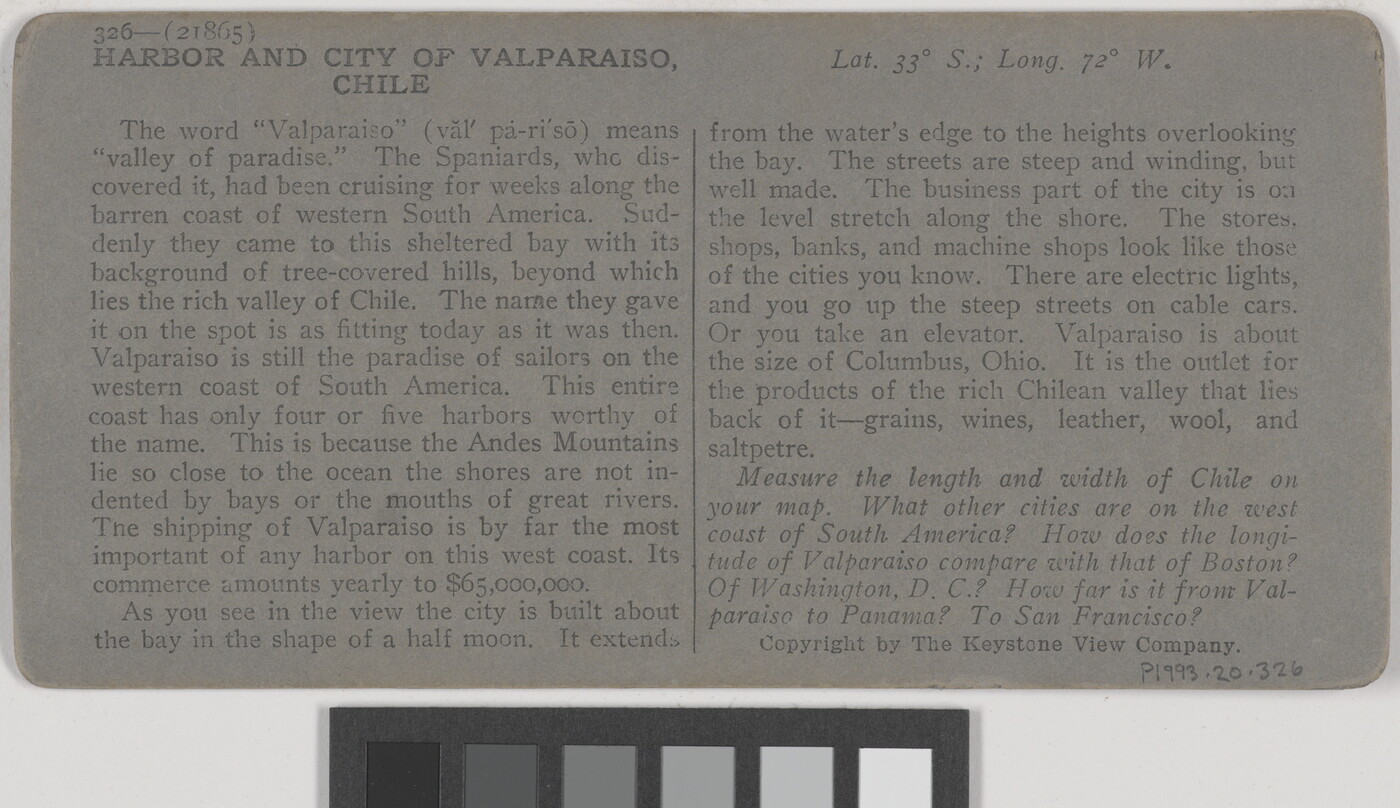 326—(21865)
HARBOR AND CITY OF VALPARAISO,
CHILE
Lat. 33° S.; Long. 72° W.
The word “Valparaiso” (văl′ pȧ-rī′sō) means
“valley of paradise.” The Spaniards, who dis-
covered it, had been cruising for weeks along the
barren coast of western South America. Sud-
denly they came to this sheltered bay with its
background of tree-covered hills, beyond which
lies the rich valley of Chile. The name they gave
it on the spot is as fitting today as it was then.
Valparaiso is still the paradise of sailors on the
western coast of South America. This entire
coast has only four or five harbors worthy of
the name. This is because the Andes Mountains
lie so close to the ocean the shores are not in-
dented by bays or the mouths of great rivers.
The shipping of Valparaiso is by far the most
important of any harbor on this west coast. Its
commerce amounts yearly to $65,000,000.
As you see in the view the city is built about
the bay in the shape of a half moon. It extends
from the water’s edge to the heights overlooking
the bay. The streets are steep and winding, but
well made. The business part of the city is on
the level stretch along the shore. The stores,
shops, banks, and machine shops look like those
of the cities you know. There are electric lights,
and you go up the steep streets on cable cars.
Or you take an elevator. Valparaiso is about
the size of Columbus, Ohio. It is the outlet for
the products of the rich Chilean valley that lies
back of it—grains, wines, leather, wool, and
saltpetre.
Measure the length and width of Chile on
your map. What other cities are on the west
coast of South America? How does the longi-
tude of Valparaiso compare with that of Boston?
Of Washington, D. C.? How far is it from Val-
paraiso to Panama? To San Francisco?
Copyright by The Keystone View Company.
P1993.20.326